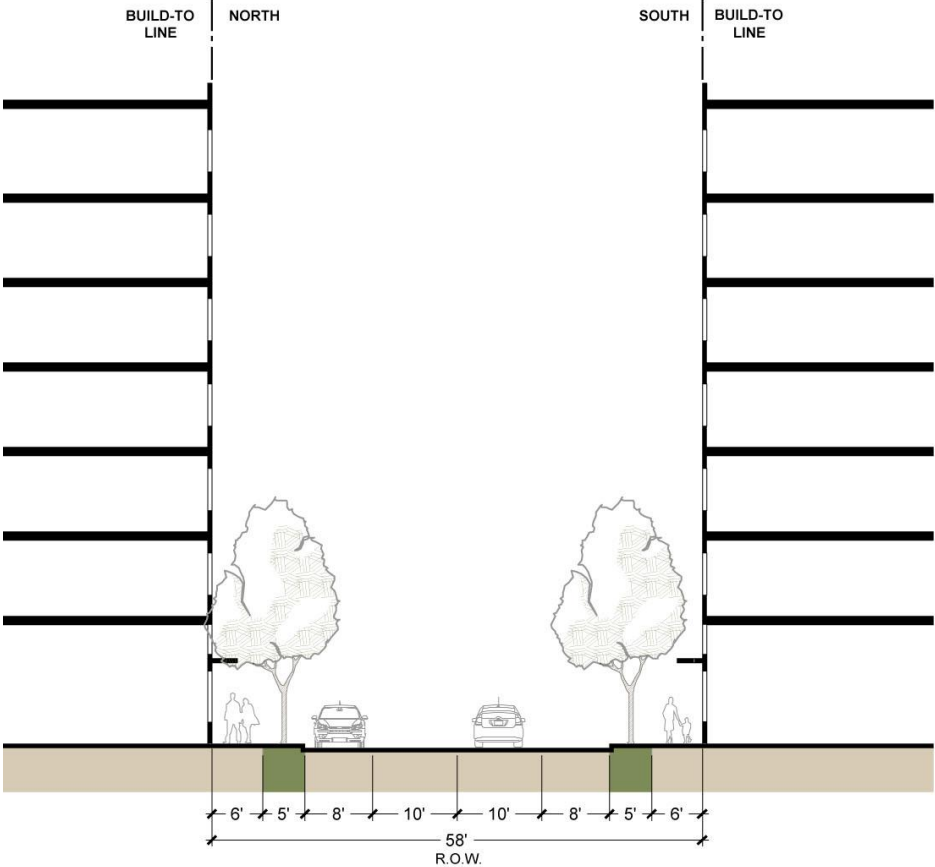 BUILD-TO
LINE
NORTH
SOUTH
BUILD-TO
LINE
6' 5' 8' 10' 10' 8' 5' 6'
58'
R.O.W.